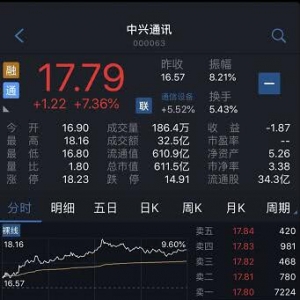 中兴通讯
000063
融
通
17.79
+1.22 +7.36%
昨收 振幅
16.57 8.21%
通信设备 换手
联 +5.52% 5.43%
今开 16.90 成交量 186.4万 收益 -1.87
最高 18.16 成交额 32.5亿 市盈率 --
最低 16.80 流通值 610.9亿 净资产 5.26
量比 1.80 总市值 611.5亿 市净率 3.38
涨停 18.23 跌停 14.91 流通股 34.3亿
分时 明细 五日 日K 周K 月K 更多
裸线
18.16 9.60%
16.57
卖五 17.84 420
卖四 17.83 981
卖三 17.82 468
卖二 17.81 780
卖一 17.80 7224